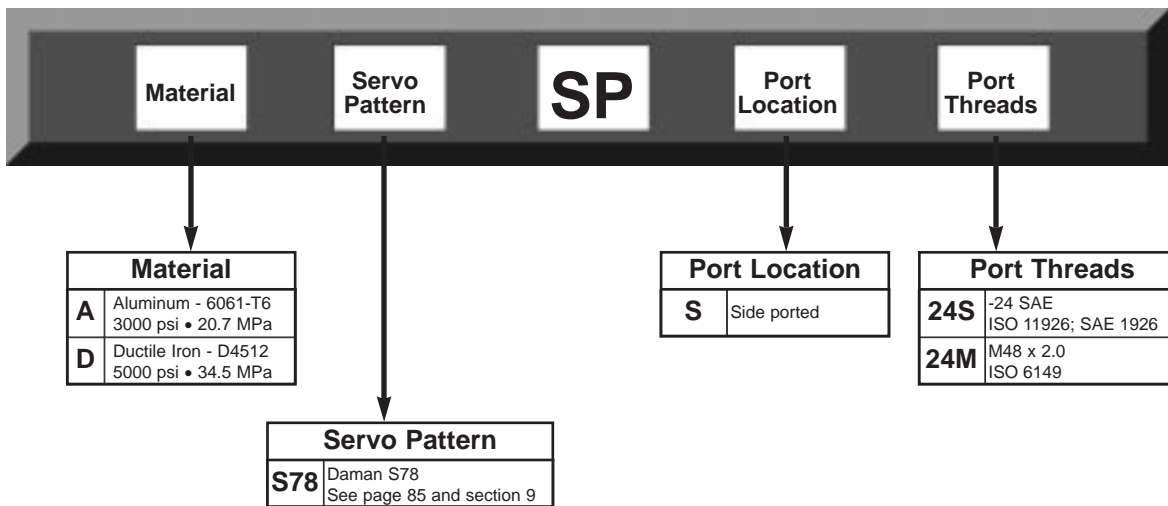 Material
Servo
Pattern
SP
Port
Location
Port
Threads
Material
A
Aluminum - 6061-T6
3000 psi • 20.7 MPa
D
Ductile Iron - D4512
5000 psi • 34.5 MPa
Port Location
S
Side ported
Port Threads
24S
-24 SAE
ISO 11926; SAE 1926
24M
M48 x 2.0
ISO 6149
Servo Pattern
S78
Daman S78
See page 85 and section 9